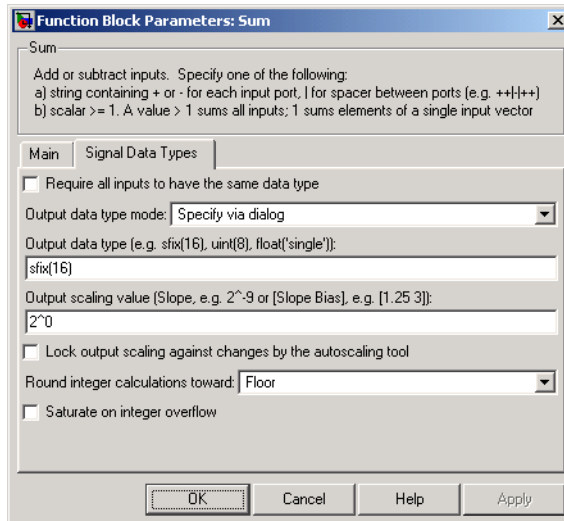 Function Block Parameters: Sum
Sum
Add or subtract inputs. Specify one of the following:
a) string containing + or - for each input port, | for spacer between ports (e.g. ++|-|++)
b) scalar >= 1. A value > 1 sums all inputs; 1 sums elements of a single input vector
Main
Signal Data Types
Require all inputs to have the same data type
Output data type mode: Specify via dialog
Output data type (e.g. sfix(16), uint(8), float('single')):
sfix(16)
Output scaling value (Slope, e.g. 2^-9 or [Slope Bias], e.g. [1.25 3]):
2^0
Lock output scaling against changes by the autoscaling tool
Round integer calculations toward: Floor
Saturate on integer overflow
OK
Cancel
Help
Apply